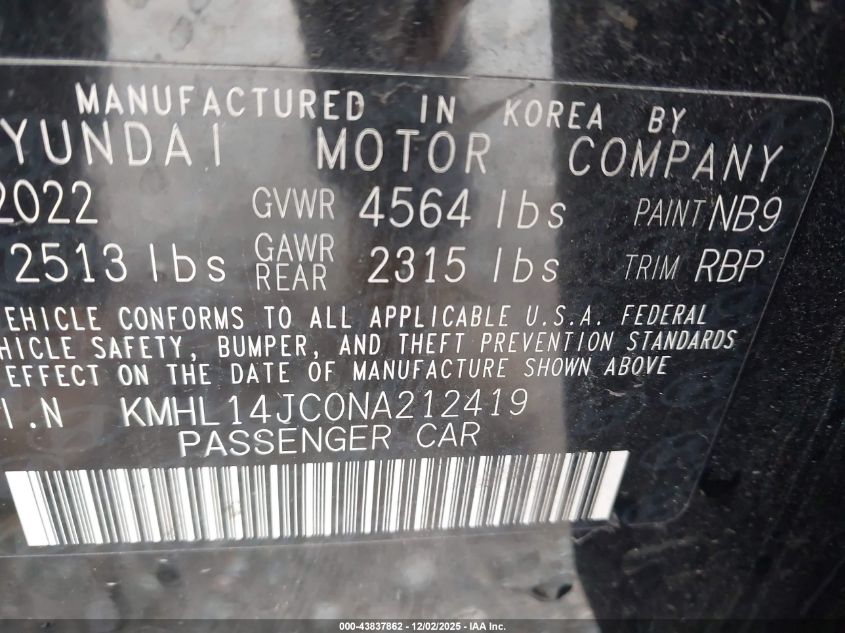 MANUFACTURED IN KOREA BY
YUNDAI MOTOR COMPANY
2022 GVWR 4564 lbs PAINT NB9
2513 lbs GAWR REAR 2315 lbs TRIM RBP
EHICLE CONFORMS TO ALL APPLICABLE U.S.A. FEDERAL
HICLE SAFETY, BUMPER, AND THEFT PREVENTION STANDARDS
EFFECT ON THE DATE OF MANUFACTURE SHOWN ABOVE
I.N KMHL14JC0NA212419
PASSENGER CAR
000-43837862 - 12/02/2025 - IAA Inc.